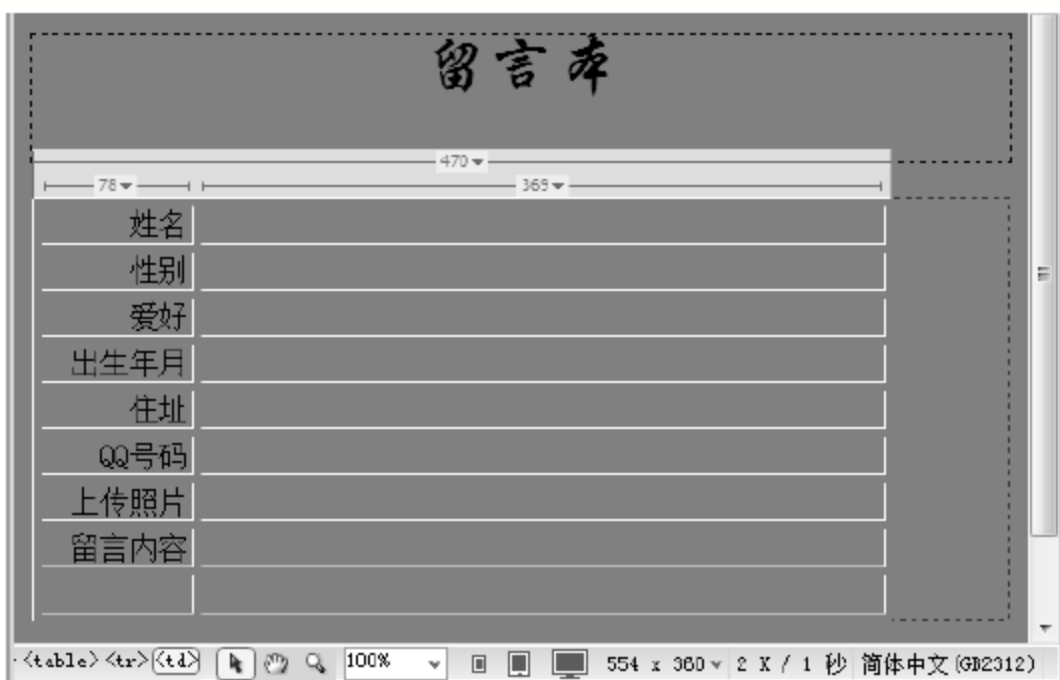 留言本
470
78 369
姓名
性别
爱好
出生年月
住址
QQ号码
上传照片
留言内容
<table> <tr> <td> 100% 554 x 360 2 K / 1 秒 简体中文(GB2312)